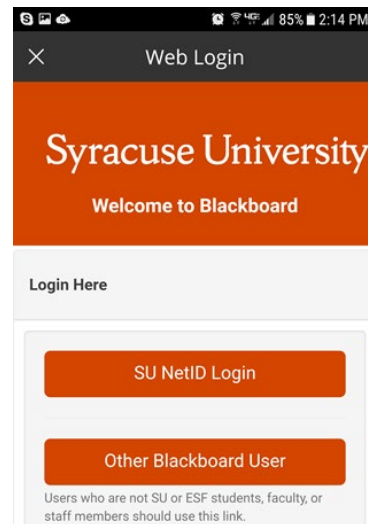 85% 2:14 PM
Web Login
Syracuse University
Welcome to Blackboard
Login Here
SU NetID Login
Other Blackboard User
Users who are not SU or ESF students, faculty, or
staff members should use this link.